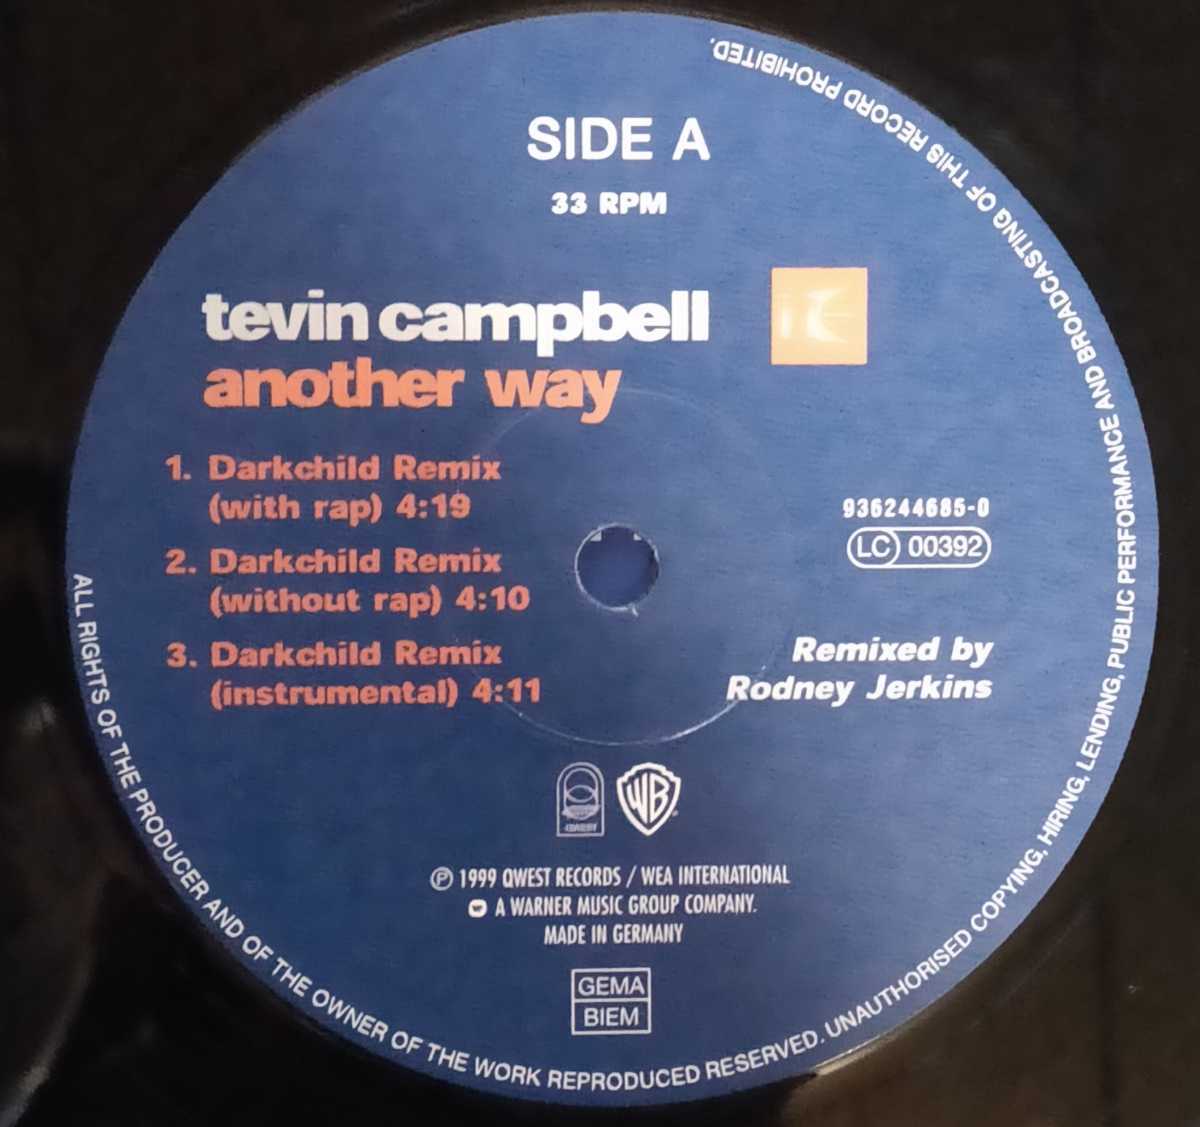 SIDE A
33 RPM
tevin campbell
another way
1. Darkchild Remix
(with rap) 4:19
2. Darkchild Remix
(without rap) 4:10
3. Darkchild Remix
(instrumental) 4:11
936244685-0
LC 00392
Remixed by
Rodney Jerkins
WB
℗ 1999 QWEST RECORDS / WEA INTERNATIONAL
A WARNER MUSIC GROUP COMPANY.
MADE IN GERMANY
GEMA
BIEM
ALL RIGHTS OF THE PRODUCER AND OF THE OWNER OF THE WORK REPRODUCED RESERVED. UNAUTHORISED COPYING, HIRING, LENDING, PUBLIC PERFORMANCE AND BROADCASTING OF THIS RECORD PROHIBITED.